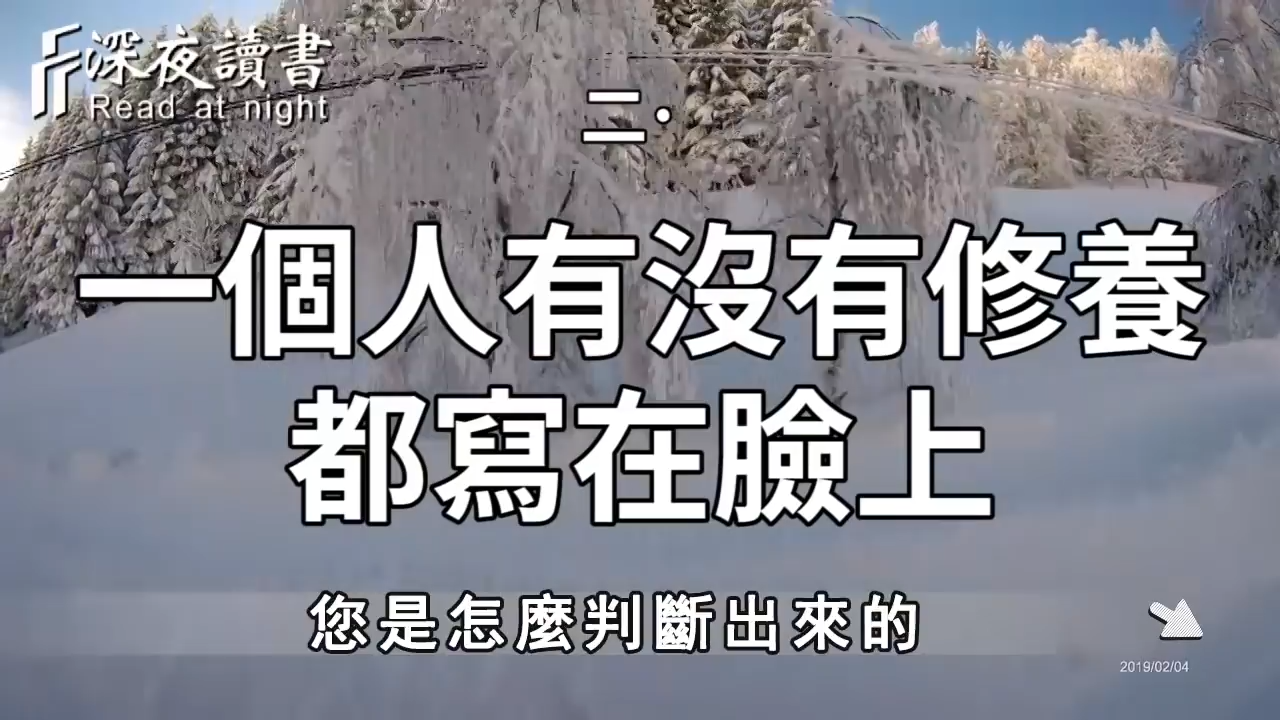 深夜讀書
Read at night
二·
一個人有沒有修養
都寫在臉上
您是怎麼判斷出來的
2019/02/04